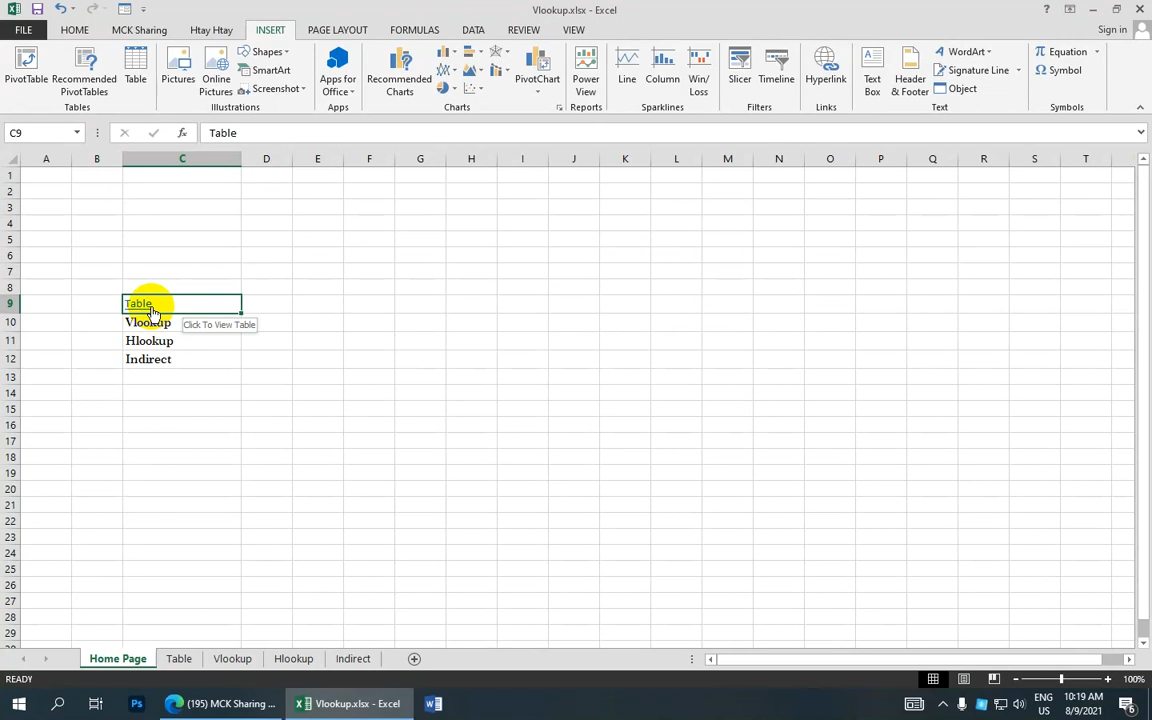 Vlookup.xlsx - Excel
?
FILE HOME MCK Sharing Htay Htay INSERT PAGE LAYOUT FORMULAS DATA REVIEW VIEW Sign in
PivotTable
Recommended PivotTables
Table
Tables
Pictures
Online Pictures
Shapes
SmartArt
Screenshot
Illustrations
Apps for Office
Apps
Recommended Charts
PivotChart
Charts
Power View
Reports
Line
Column
Win/ Loss
Sparklines
Slicer
Timeline
Filters
Hyperlink
Links
Text Box
Header & Footer
WordArt
Signature Line
Object
Text
Equation
Symbol
Symbols
C9 fx Table
A B C D E F G H I J K L M N O P Q R S T
1
2
3
4
5
6
7
8
9 Table
10 Vlookup Click To View Table
11 Hlookup
12 Indirect
13
14
15
16
17
18
19
20
21
22
23
24
25
26
27
28
29
Home Page Table Vlookup Hlookup Indirect
READY 100%
Ps (195) MCK Sharing ... Vlookup.xlsx - Excel
ENG US
10:19 AM
8/9/2021
6